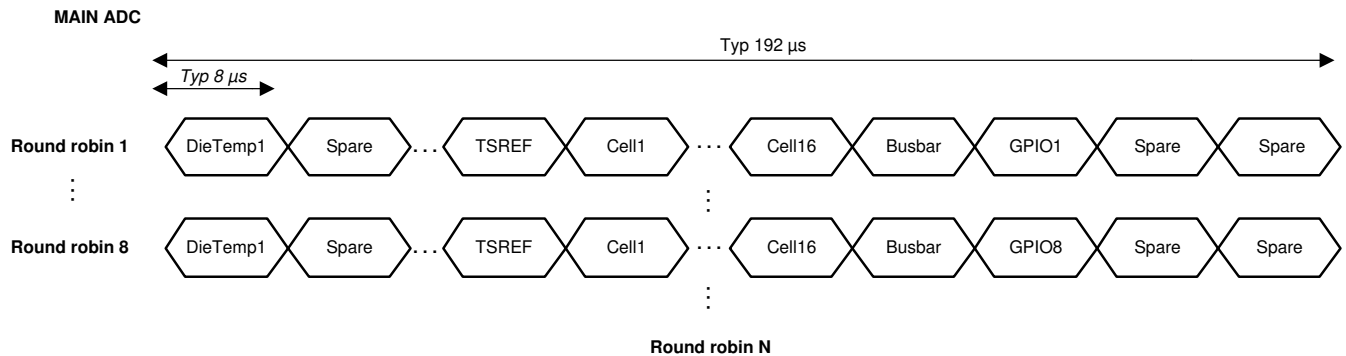 MAIN ADC
Typ 192 µs
Typ 8 µs
Round robin 1 DieTemp1 Spare ... TSREF Cell1 ... Cell16 Busbar GPIO1 Spare Spare
Round robin 8 DieTemp1 Spare ... TSREF Cell1 ... Cell16 Busbar GPIO8 Spare Spare
Round robin N